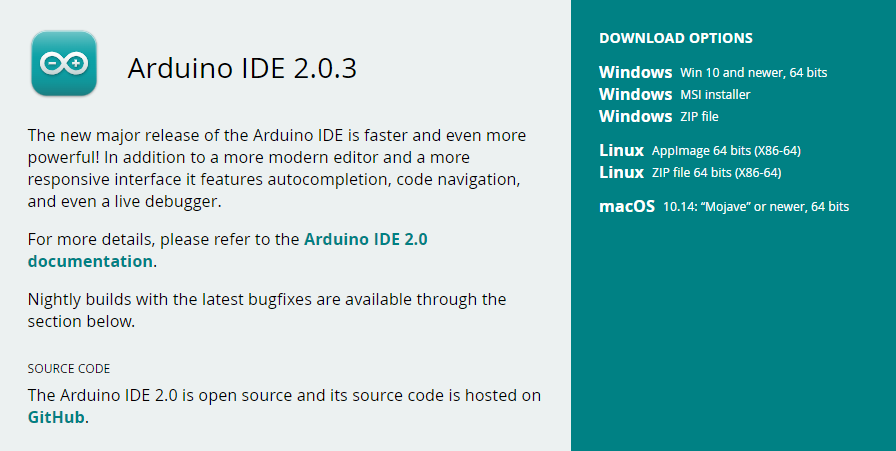 Arduino IDE 2.0.3
The new major release of the Arduino IDE is faster and even more
powerful! In addition to a more modern editor and a more
responsive interface it features autocompletion, code navigation,
and even a live debugger.
For more details, please refer to the Arduino IDE 2.0
documentation.
Nightly builds with the latest bugfixes are available through the
section below.
SOURCE CODE
The Arduino IDE 2.0 is open source and its source code is hosted on
GitHub.
DOWNLOAD OPTIONS
Windows Win 10 and newer, 64 bits
Windows MSI installer
Windows ZIP file
Linux AppImage 64 bits (X86-64)
Linux ZIP file 64 bits (X86-64)
macOS 10.14: “Mojave” or newer, 64 bits